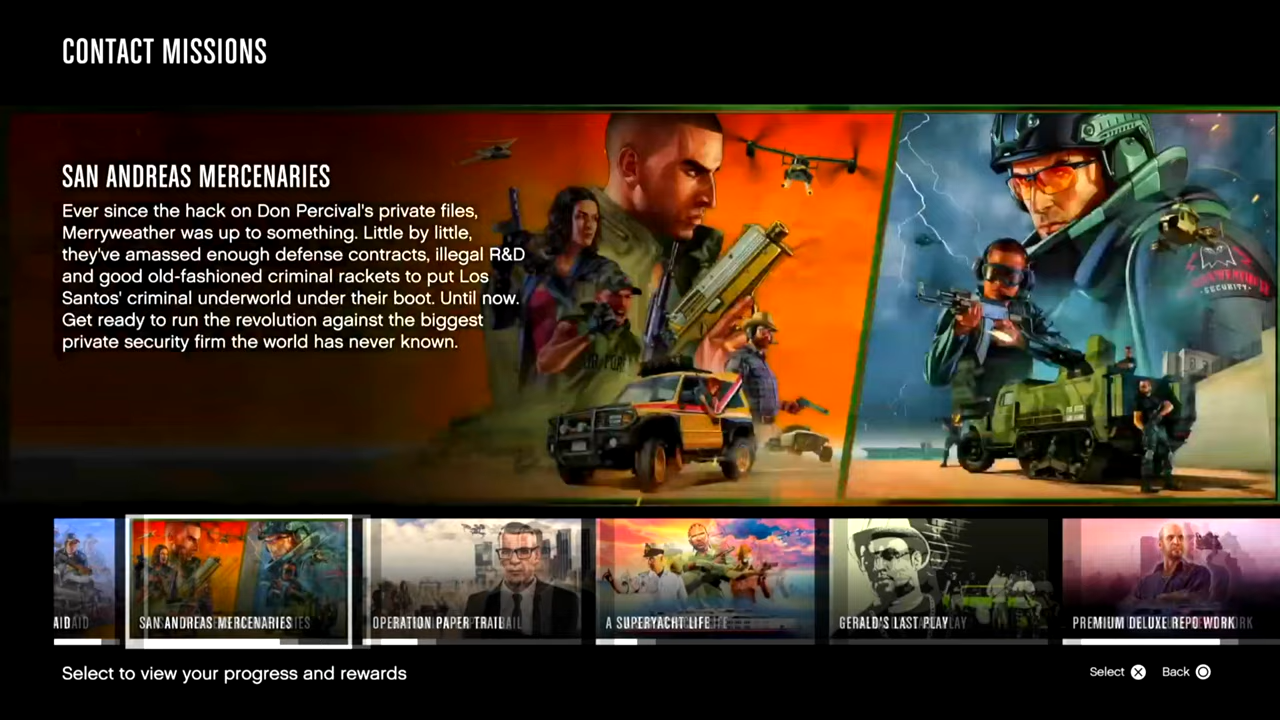 CONTACT MISSIONS
SAN ANDREAS MERCENARIES
Ever since the hack on Don Percival's private files,
Merryweather was up to something. Little by little,
they've amassed enough defense contracts, illegal R&D
and good old-fashioned criminal rackets to put Los
Santos' criminal underworld under their boot. Until now.
Get ready to run the revolution against the biggest
private security firm the world has never known.
SECURITY
AID
SAN ANDREAS MERCENARIES
OPERATION PAPER TRAIL
A SUPERYACHT LIFE
GERALD'S LAST PLAY
PREMIUM DELUXE REPO WORK
Select to view your progress and rewards
Select
Back